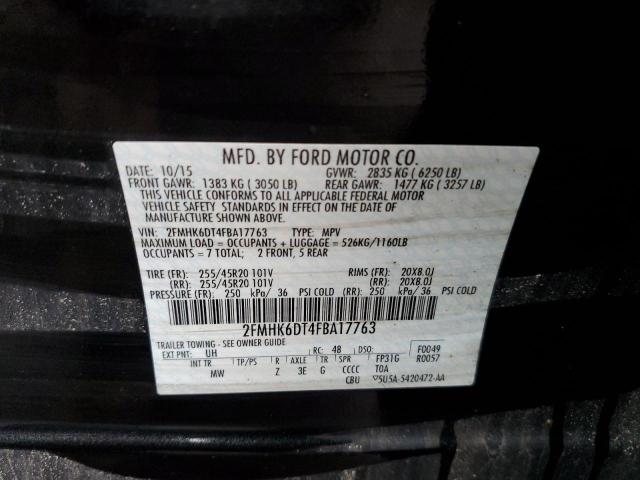 MFD. BY FORD MOTOR CO.
DATE: 10/15 GVWR: 2835 KG ( 6250 LB)
FRONT GAWR: 1383 KG ( 3050 LB) REAR GAWR: 1477 KG ( 3257 LB)
THIS VEHICLE CONFORMS TO ALL APPLICABLE FEDERAL MOTOR
VEHICLE SAFETY STANDARDS IN EFFECT ON THE DATE OF
MANUFACTURE SHOWN ABOVE.
VIN: 2FMHK6DT4FBA17763 TYPE: MPV
MAXIMUM LOAD = OCCUPANTS + LUGGAGE = 526KG/1160LB
OCCUPANTS = 7 TOTAL; 2 FRONT, 5 REAR
TIRE (FR): 255/45R20 101V RIMS (FR): 20X8.0J
(RR): 255/45R20 101V (RR): 20X8.0J
PRESSURE (FR): 250 kPa/ 36 PSI COLD (RR): 250 kPa/ 36 PSI COLD
2FMHK6DT4FBA17763
TRAILER TOWING - SEE OWNER GUIDE
EXT PNT: UH RC: 48 DSO: F0049
INT TR TP/PS R AXLE TR SPR FP31G R0057
MW Z 3E G CCCC TOA
CBU 5U5A-5420472-AA